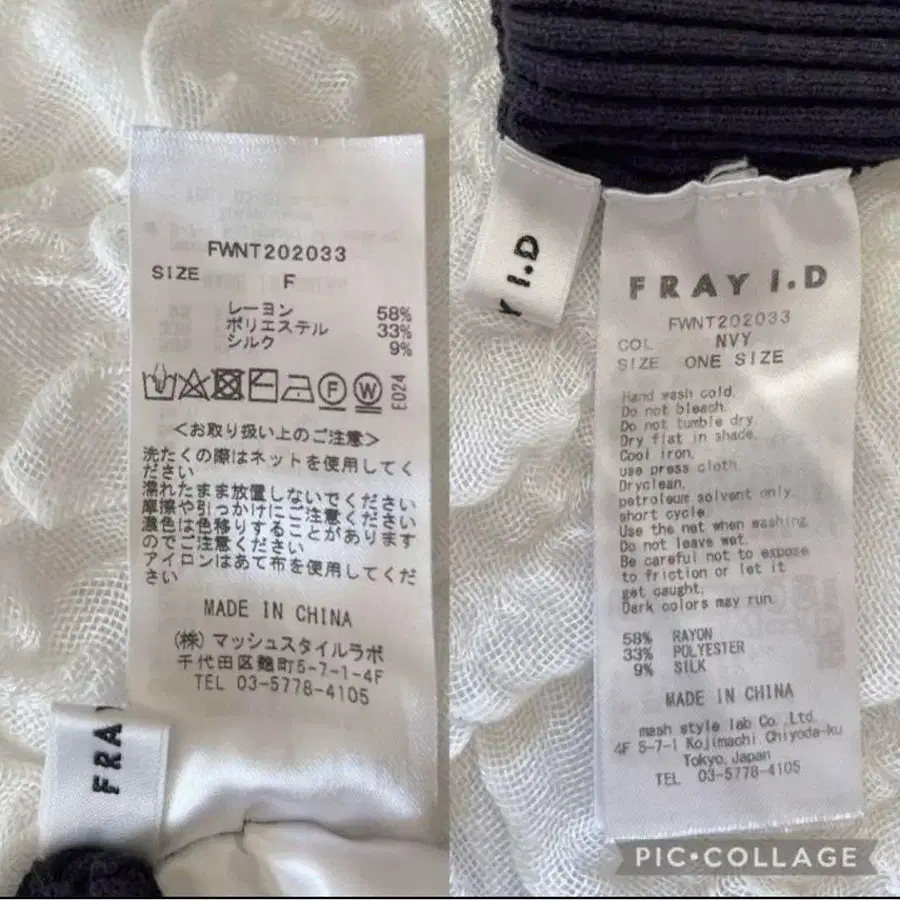 FWNT202033
SIZE F
レーヨン 58%
ポリエステル 33%
シルク 9%
F W E024
<お取り扱い上のご注意>
洗たくの際はネットを使用してく
ださい
濡れたまま放置しないでください
摩擦や引っかけにご注意ください
濃色は色移りすることがあります
のでご注意ください
アイロンはあて布を使用してくだ
さい
MADE IN CHINA
(株) マッシュスタイルラボ
千代田区麹町5-7-1-4F
TEL 03-5778-4105
FRA
Y I.D
FRAY I.D
FWNT202033
COL NVY
SIZE ONE SIZE
Hand wash cold.
Do not bleach.
Do not tumble dry.
Dry flat in shade.
Cool iron.
use press cloth.
Dryclean.
petroleum solvent only.
short cycle.
Use the net when washing.
Do not leave wet.
Be careful not to expose
to friction or let it
get caught.
Dark colors may run.
58% RAYON
33% POLYESTER
9% SILK
MADE IN CHINA
mash style lab Co., Ltd.
4F 5-7-1 Kojimachi Chiyoda-ku
Tokyo, Japan
TEL 03-5778-4105
PIC•COLLAGE